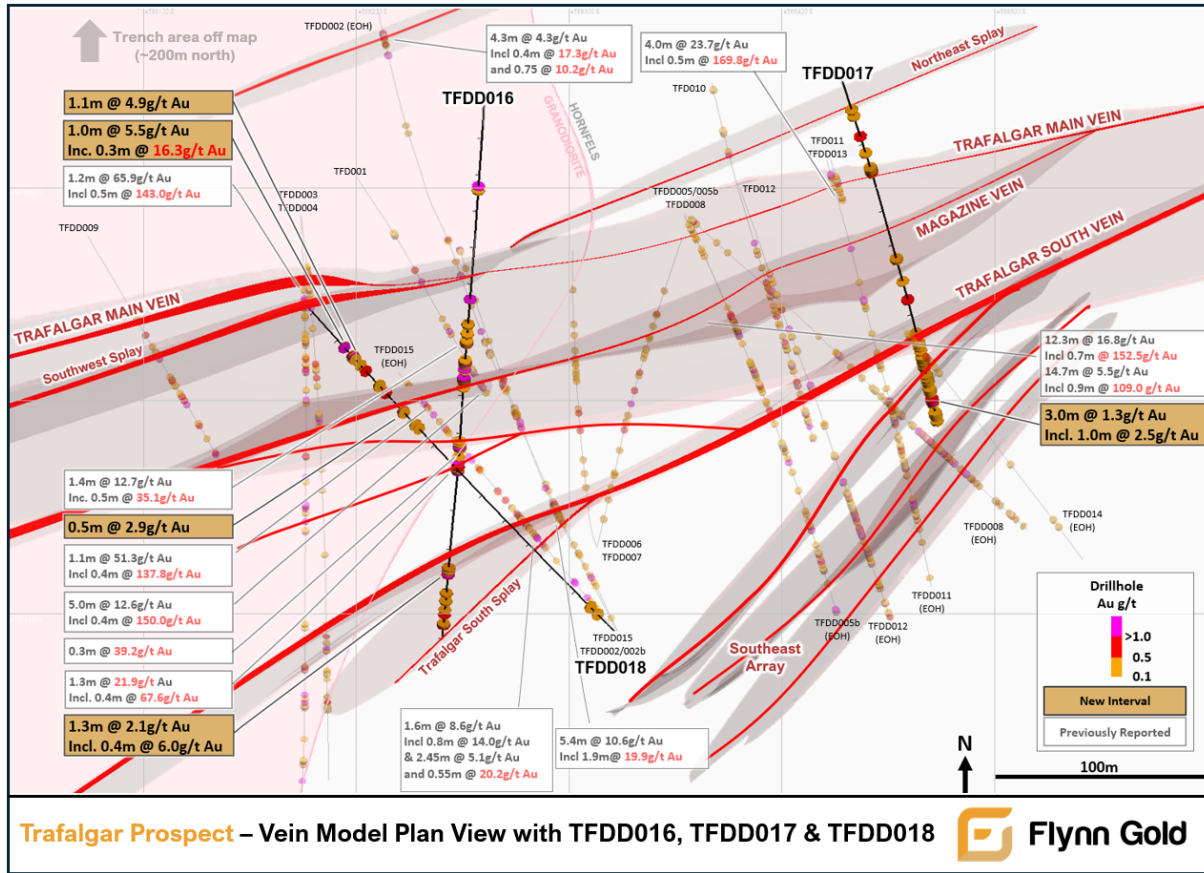 Trench area off map
(~200m north)
TFDD002 (EOH)
4.3m @ 4.3g/t Au
Incl 0.4m @ 17.3g/t Au
and 0.75 @ 10.2g/t Au
4.0m @ 23.7g/t Au
Incl 0.5m @ 169.8g/t Au
Northeast Splay
TFDD017
TFDD016
GRANODIORITE
HORNFELS
TFD010
1.1m @ 4.9g/t Au
1.0m @ 5.5g/t Au
Inc. 0.3m @ 16.3g/t Au
1.2m @ 65.9g/t Au
Incl 0.5m @ 143.0g/t Au
TFD001
TFDD003
TFDD004
TFDD009
TFD011
TFDD013
TFD012
TFDD005/005b
TFDD008
TRAFALGAR MAIN VEIN
MAGAZINE VEIN
TRAFALGAR SOUTH VEIN
TRAFALGAR MAIN VEIN
Southwest Splay
TFDD015
(EOH)
12.3m @ 16.8g/t Au
Incl 0.7m @ 152.5g/t Au
14.7m @ 5.5g/t Au
Incl 0.9m @ 109.0 g/t Au
3.0m @ 1.3g/t Au
Incl. 1.0m @ 2.5g/t Au
1.4m @ 12.7g/t Au
Inc. 0.5m @ 35.1g/t Au
0.5m @ 2.9g/t Au
1.1m @ 51.3g/t Au
Incl 0.4m @ 137.8g/t Au
5.0m @ 12.6g/t Au
Incl 0.4m @ 150.0g/t Au
0.3m @ 39.2g/t Au
1.3m @ 21.9g/t Au
Incl. 0.4m @ 67.6g/t Au
1.3m @ 2.1g/t Au
Incl. 0.4m @ 6.0g/t Au
TFDD006
TFDD007
TFDD014
(EOH)
TFDD008
(EOH)
TFDD011
(EOH)
TFDD012
(EOH)
TFDD005b
(EOH)
TFDD015
TFDD002/002b
TFDD018
Trafalgar South Splay
Southeast
Array
1.6m @ 8.6g/t Au
Incl 0.8m @ 14.0g/t Au
& 2.45m @ 5.1g/t Au
and 0.55m @ 20.2g/t Au
5.4m @ 10.6g/t Au
Incl 1.9m@ 19.9g/t Au
Drillhole
Au g/t
>1.0
0.5
0.1
New Interval
Previously Reported
N
100m
Trafalgar Prospect – Vein Model Plan View with TFDD016, TFDD017 & TFDD018
Flynn Gold